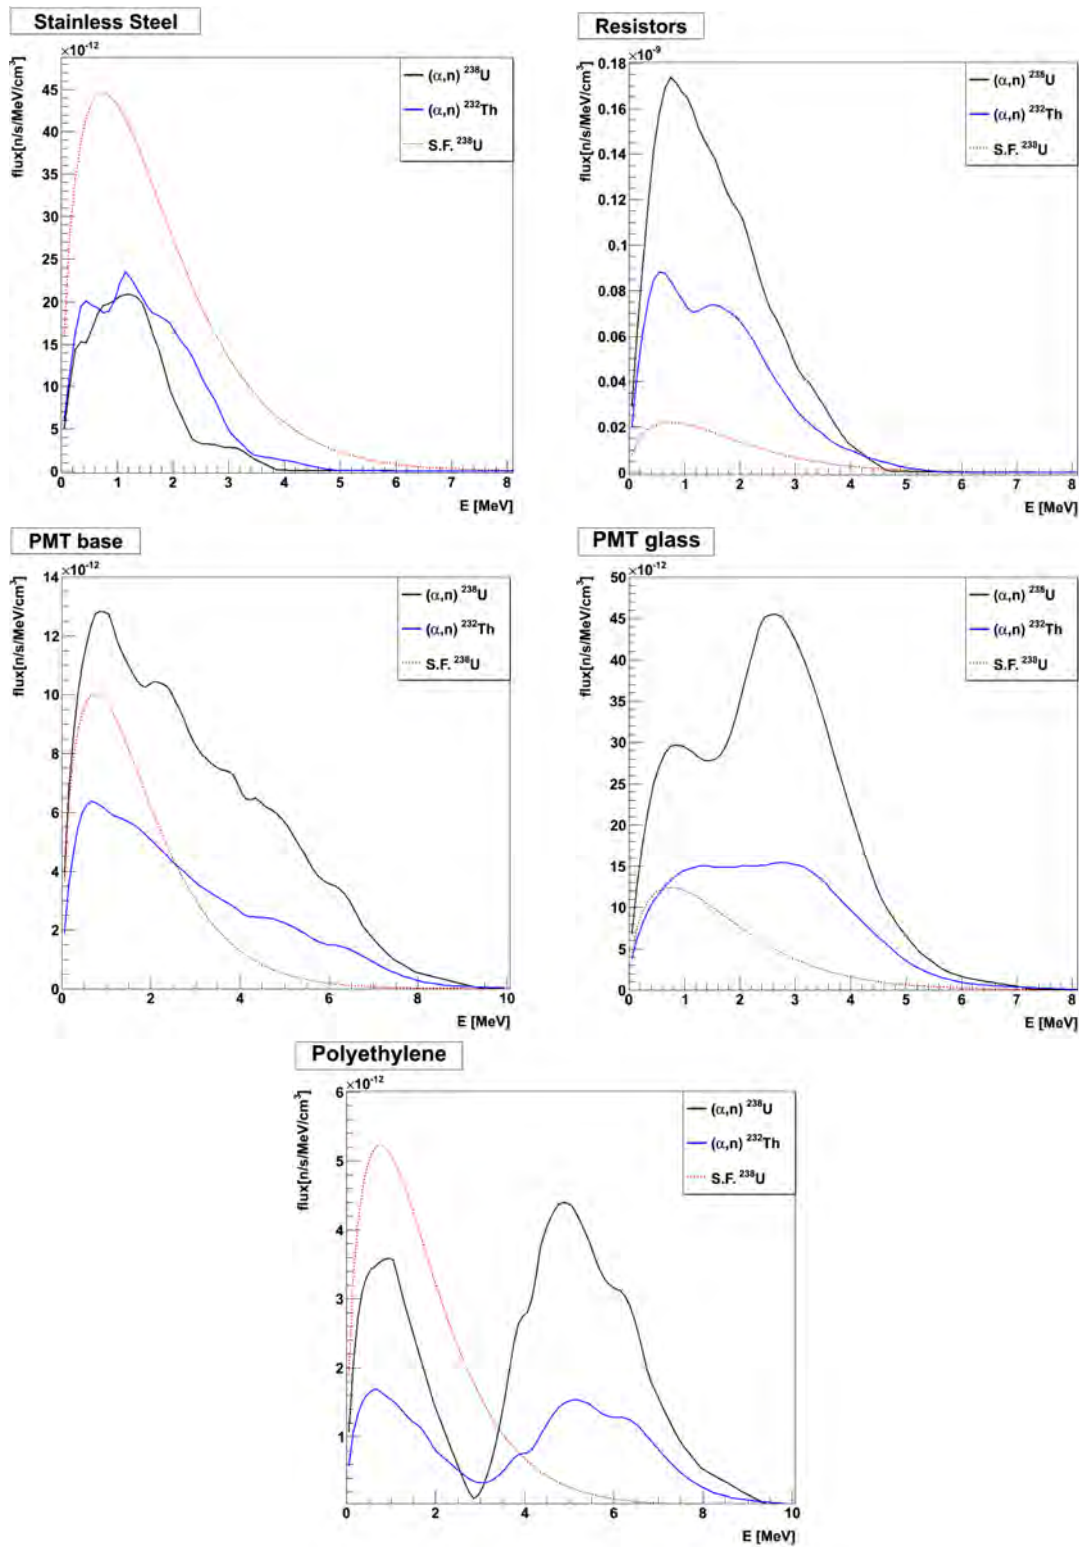 Stainless Steel
×10⁻¹²
flux[n/s/MeV/cm³]
45
40
35
30
25
20
15
10
5
0
0 1 2 3 4 5 6 7 8
E [MeV]
(α,n) ²³⁸U
(α,n) ²³²Th
S.F. ²³⁸U
Resistors
×10⁻⁹
flux[n/s/MeV/cm³]
0.18
0.16
0.14
0.12
0.1
0.08
0.06
0.04
0.02
0
0 1 2 3 4 5 6 7 8
E [MeV]
(α,n) ²³⁸U
(α,n) ²³²Th
S.F. ²³⁸U
PMT base
×10⁻¹²
flux[n/s/MeV/cm³]
14
12
10
8
6
4
2
0
0 2 4 6 8 10
E [MeV]
(α,n) ²³⁸U
(α,n) ²³²Th
S.F. ²³⁸U
PMT glass
×10⁻¹²
flux[n/s/MeV/cm³]
50
45
40
35
30
25
20
15
10
5
0
0 1 2 3 4 5 6 7 8
E [MeV]
(α,n) ²³⁸U
(α,n) ²³²Th
S.F. ²³⁸U
Polyethylene
×10⁻¹²
flux[n/s/MeV/cm³]
6
5
4
3
2
1
0 2 4 6 8 10
E [MeV]
(α,n) ²³⁸U
(α,n) ²³²Th
S.F. ²³⁸U